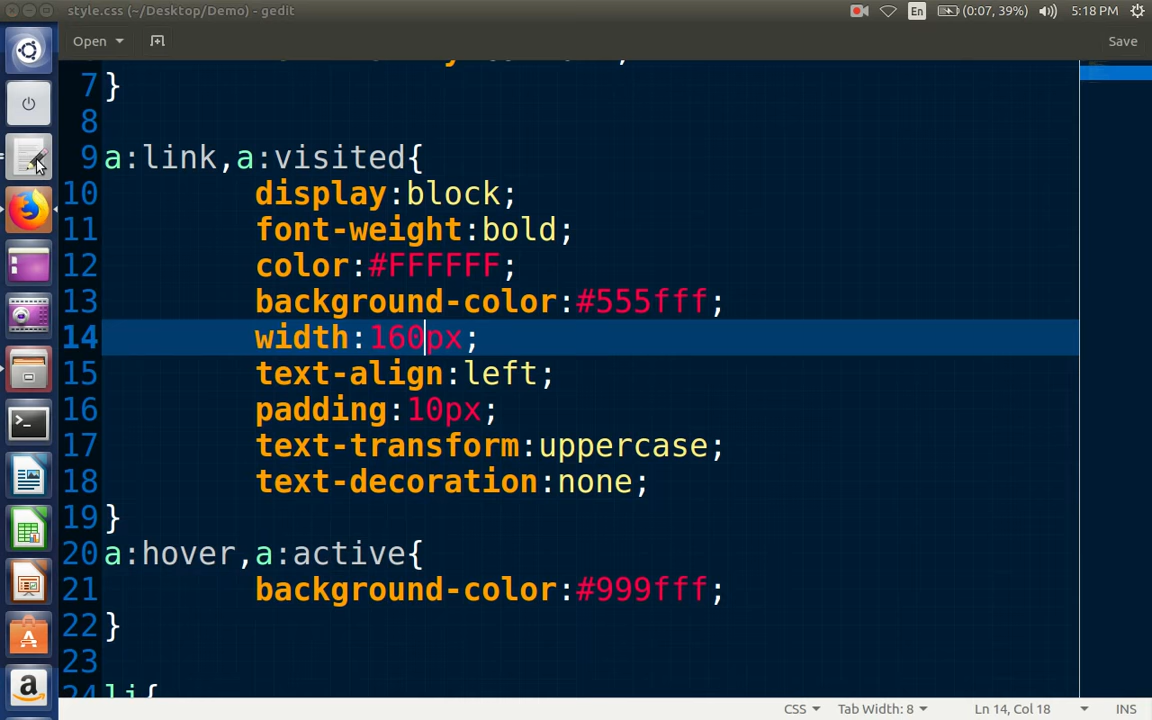 style.css (~/Desktop/Demo) - gedit
En
(0:07, 39%)
5:18 PM
Open
Save
7 }
8
9 a:link,a:visited{
10 display:block;
11 font-weight:bold;
12 color:#FFFFFF;
13 background-color:#555fff;
14 width:160px;
15 text-align:left;
16 padding:10px;
17 text-transform:uppercase;
18 text-decoration:none;
19 }
20 a:hover,a:active{
21 background-color:#999fff;
22 }
23
24 li{
CSS
Tab Width: 8
Ln 14, Col 18
INS